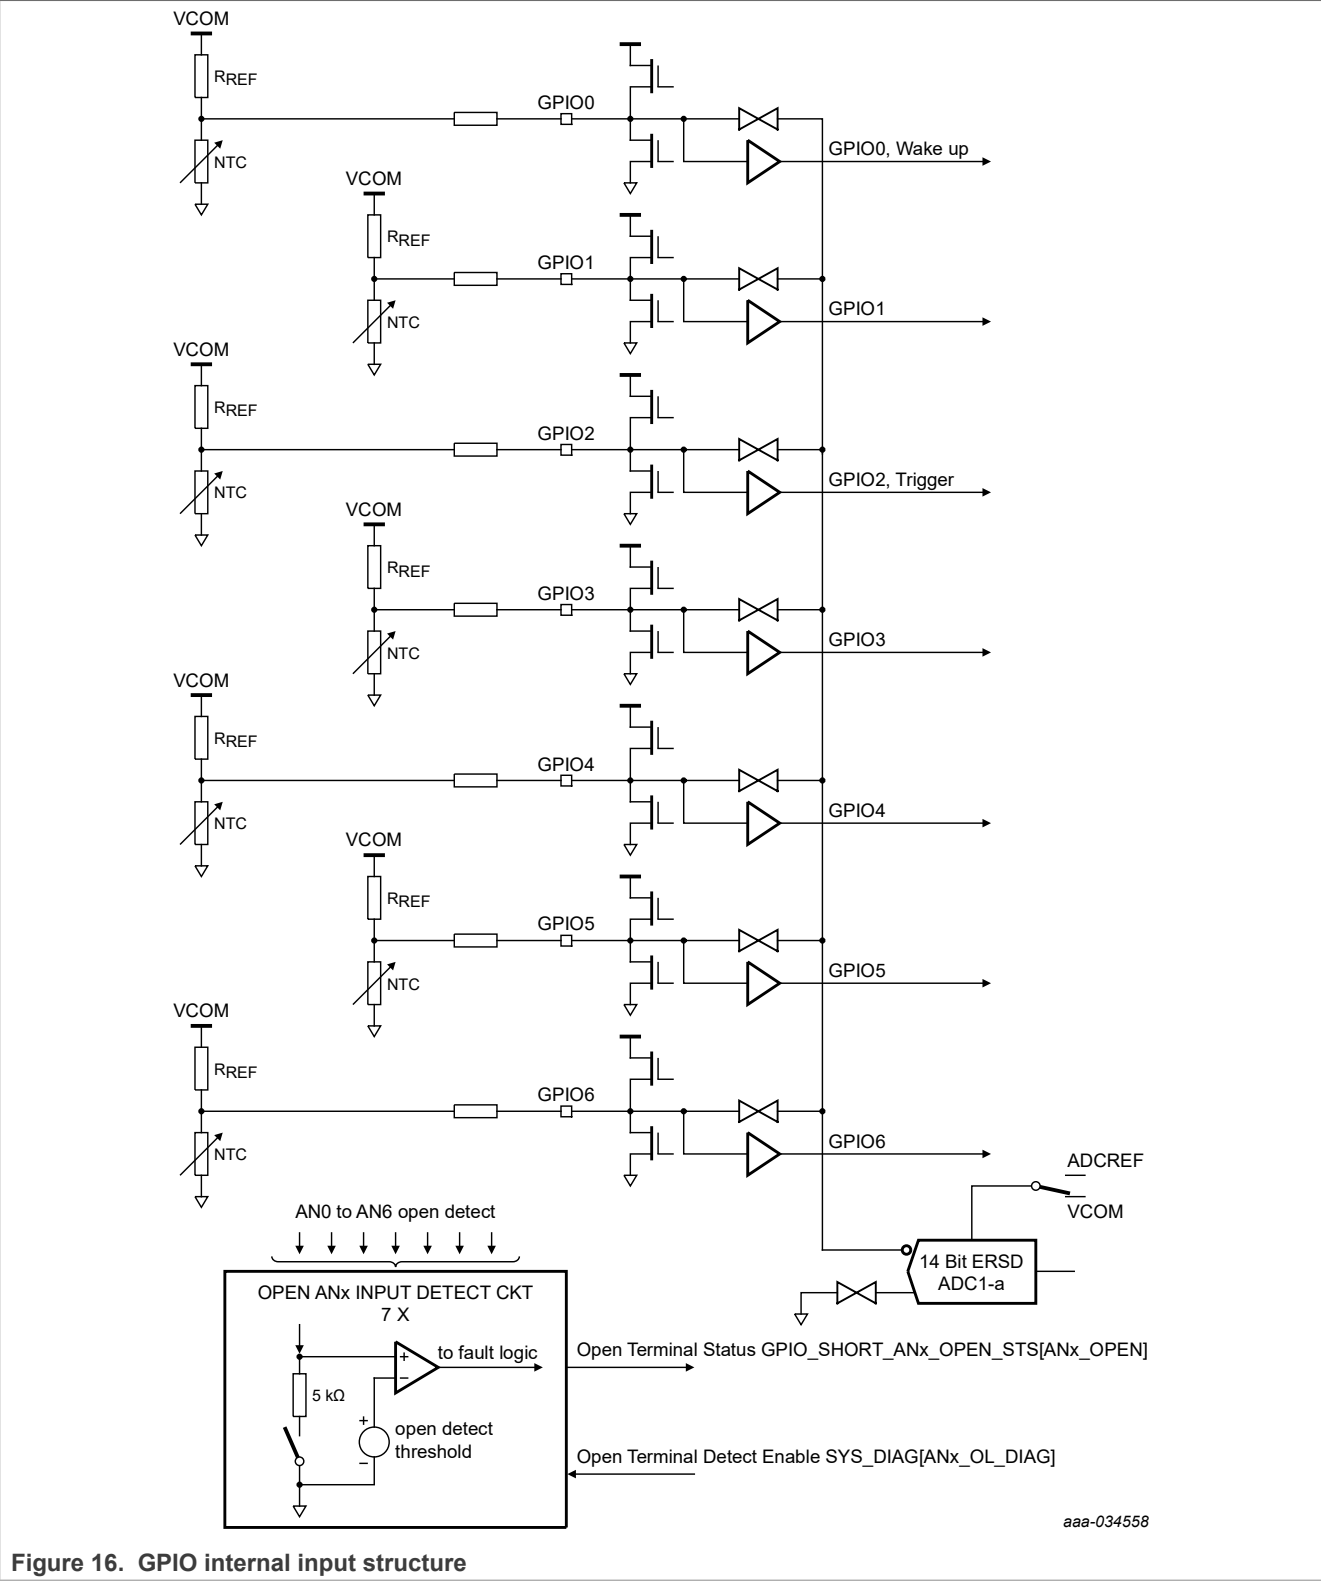 VCOM
RREF
GPIO0
NTC
GPIO0, Wake up
VCOM
RREF
GPIO1
NTC
GPIO1
VCOM
RREF
GPIO2
NTC
GPIO2, Trigger
VCOM
RREF
GPIO3
NTC
GPIO3
VCOM
RREF
GPIO4
NTC
GPIO4
VCOM
RREF
GPIO5
NTC
GPIO5
VCOM
RREF
GPIO6
NTC
GPIO6
ADCREF
VCOM
14 Bit ERSD
ADC1-a
AN0 to AN6 open detect
OPEN ANx INPUT DETECT CKT
7 X
+
−
to fault logic
5 kΩ
+
−
open detect
threshold
Open Terminal Status GPIO_SHORT_ANx_OPEN_STS[ANx_OPEN]
Open Terminal Detect Enable SYS_DIAG[ANx_OL_DIAG]
aaa-034558
Figure 16. GPIO internal input structure